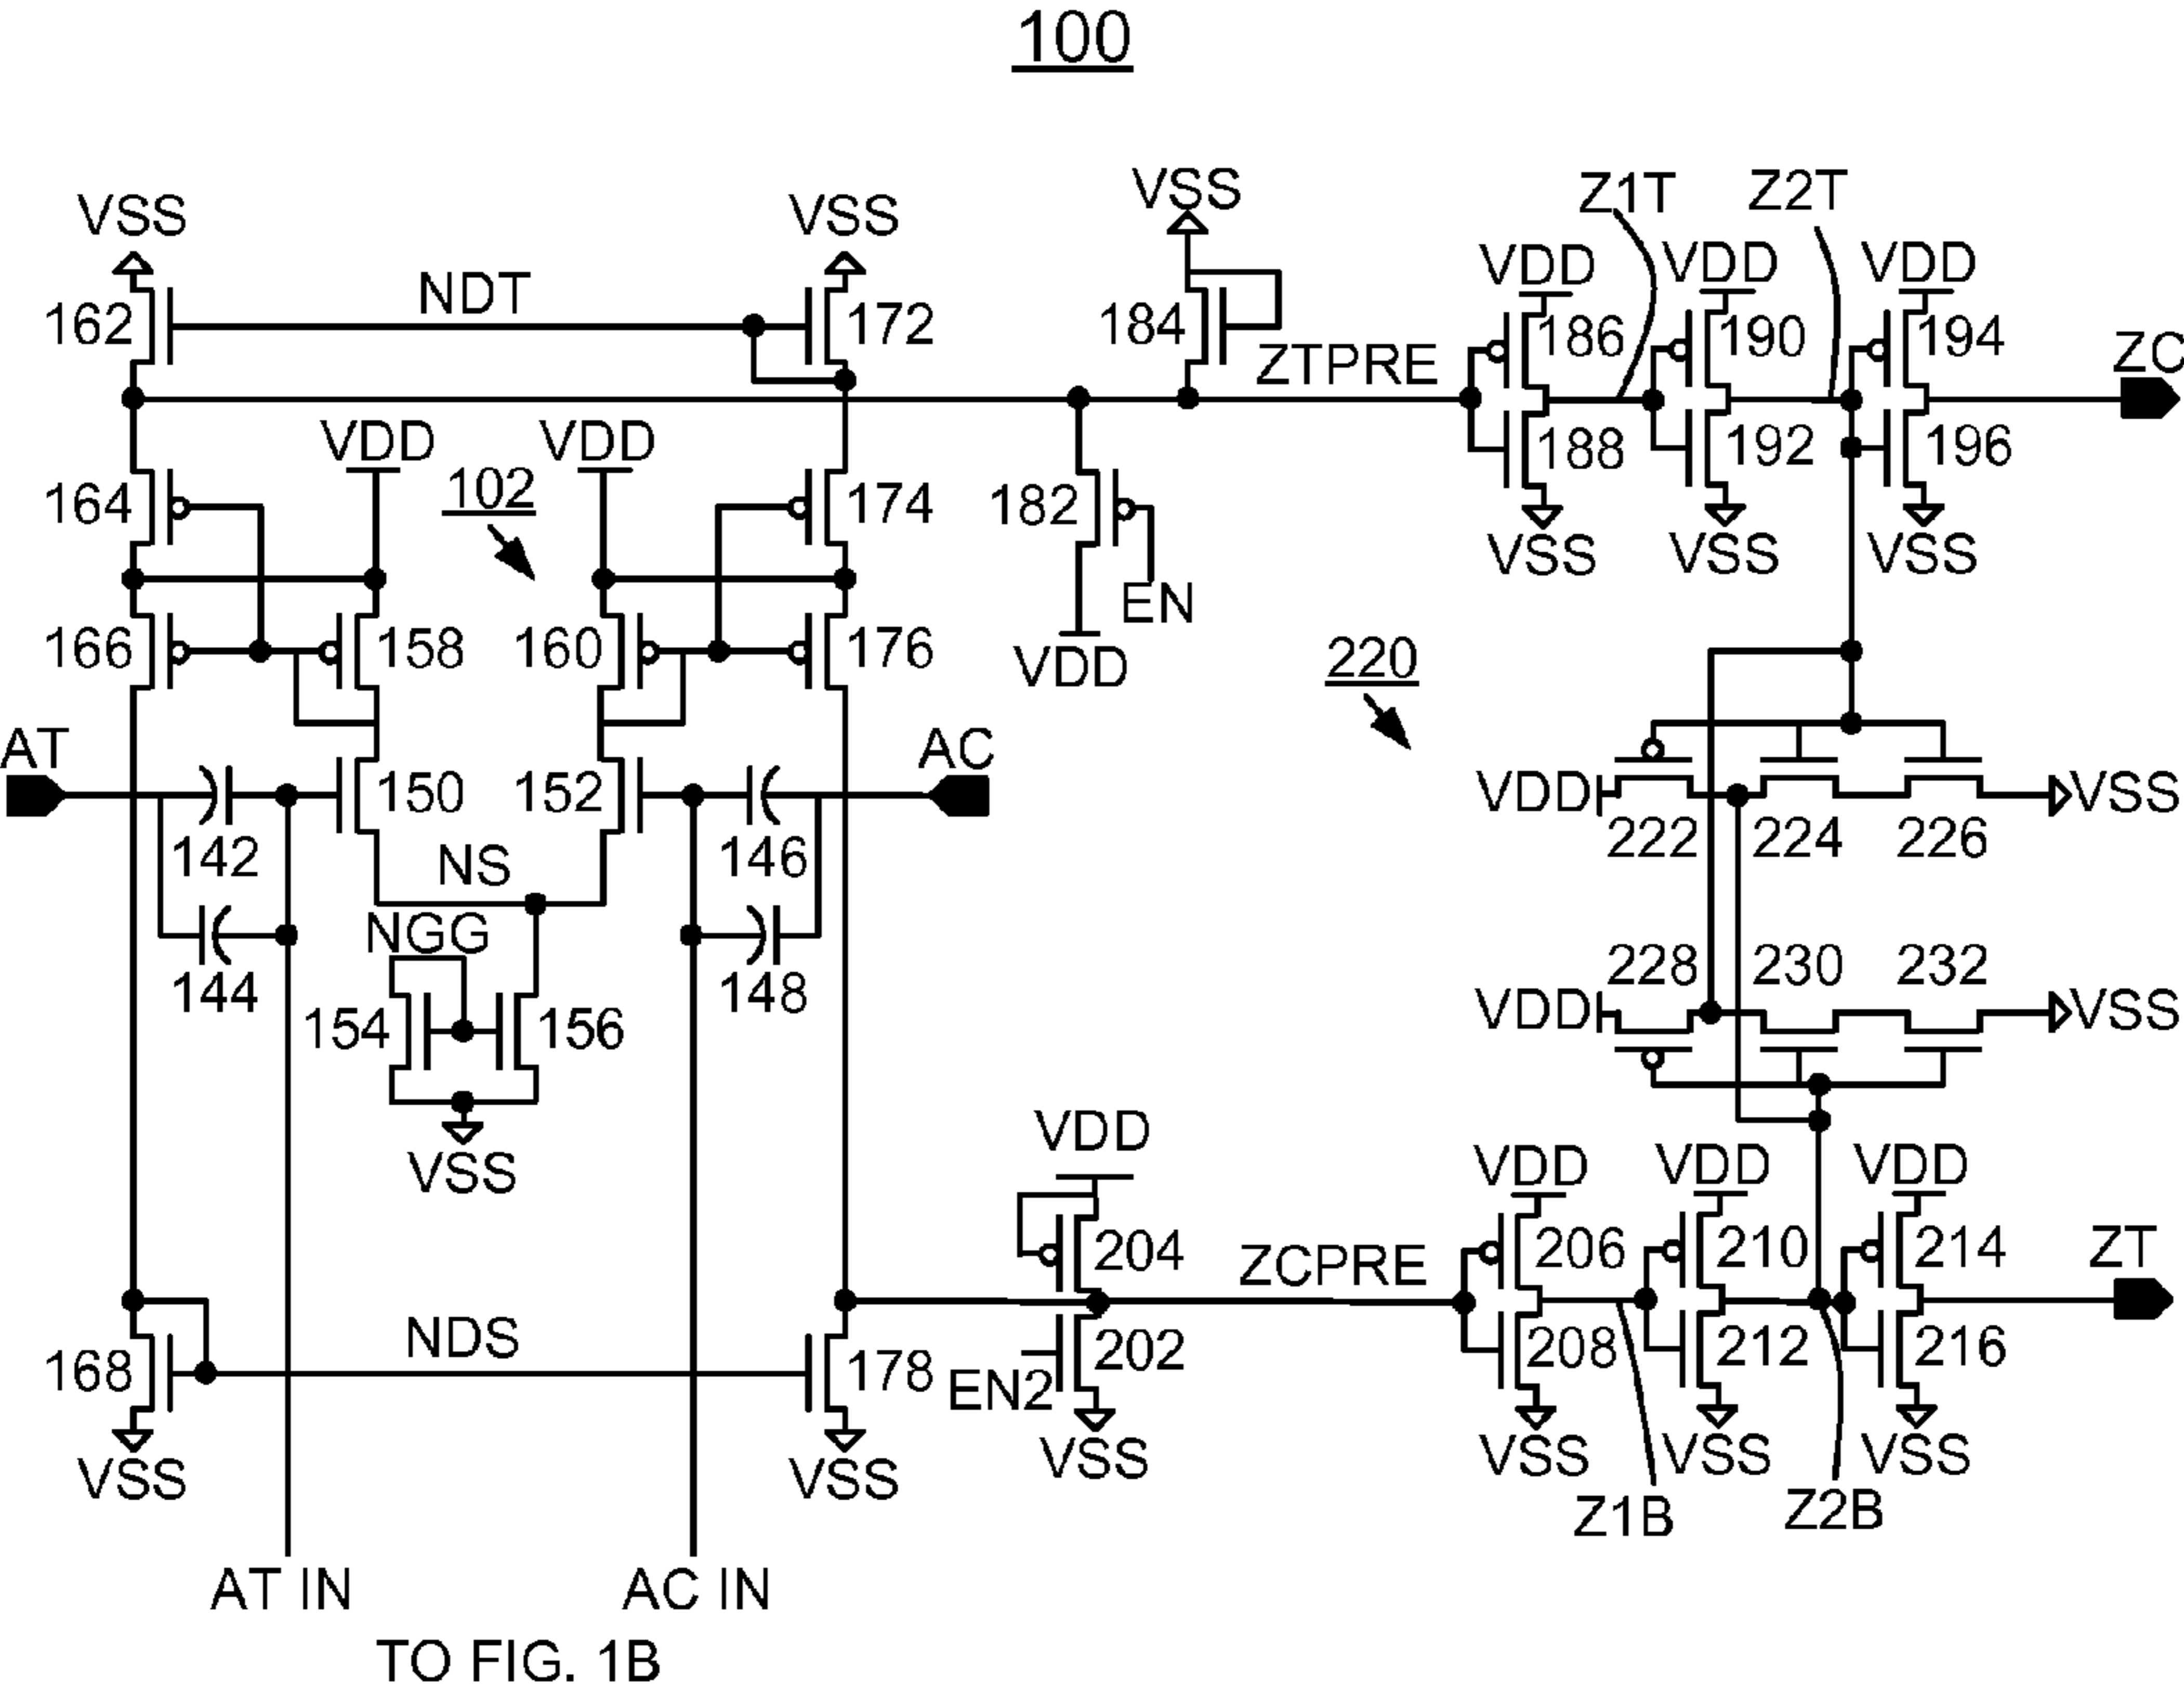 100
VSS
VSS
VSS
Z1T
Z2T
NDT
VDD
VDD
VDD
162
172
184
186
190
194
ZC
ZTPRE
VDD
VDD
102
188
192
196
164
174
182
VSS
VSS
VSS
EN
166
158
160
176
VDD
220
AT
AC
150
152
VDD
VSS
142
NS
146
222
224
226
NGG
144
148
228
230
232
154
156
VDD
VSS
VSS
VDD
VDD
VDD
VDD
204
ZCPRE
206
210
214
ZT
NDS
168
178
202
208
212
216
EN2
VSS
VSS
VSS
VSS
VSS
VSS
Z1B
Z2B
AT IN
AC IN
TO FIG. 1B